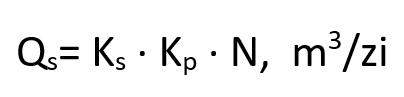 Qₛ= Kₛ · Kₚ · N, m³/zi